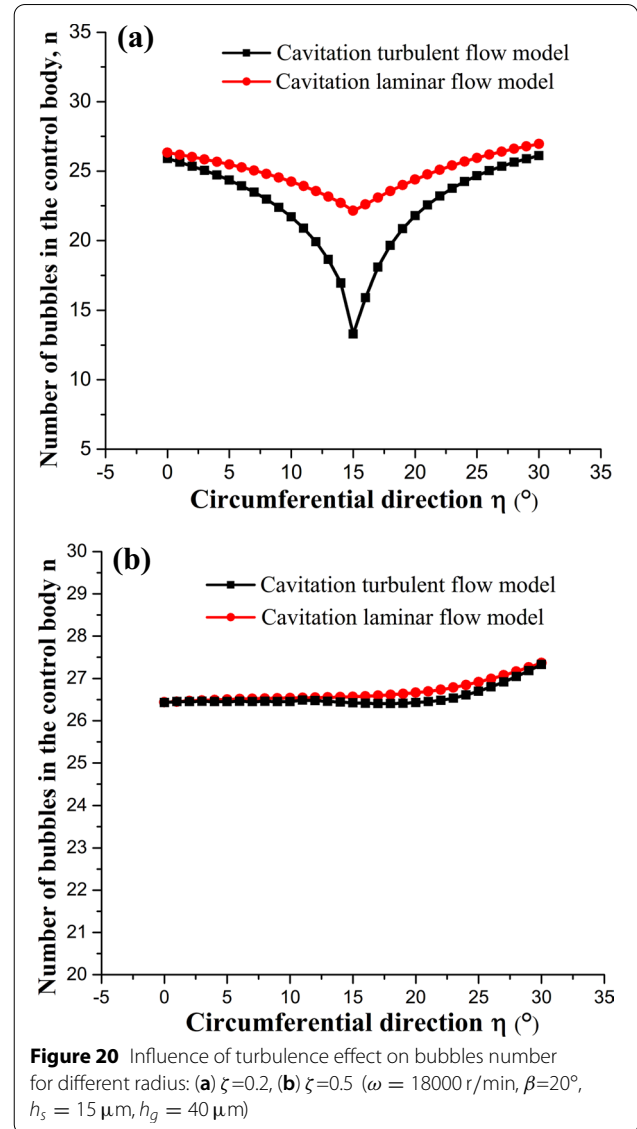 (a)
Cavitation turbulent flow model
Cavitation laminar flow model
Number of bubbles in the control body, n
35
30
25
20
15
10
5
-5 0 5 10 15 20 25 30 35
Circumferential direction η (°)
(b)
Cavitation turbulent flow model
Cavitation laminar flow model
Number of bubbles in the control body n
30
29
28
27
26
25
24
23
22
21
20
-5 0 5 10 15 20 25 30 35
Circumferential direction η (°)
Figure 20 Influence of turbulence effect on bubbles number
for different radius: (a) ζ=0.2, (b) ζ=0.5 (ω = 18000 r/min, β=20°,
hₛ = 15 μm, h_g = 40 μm)